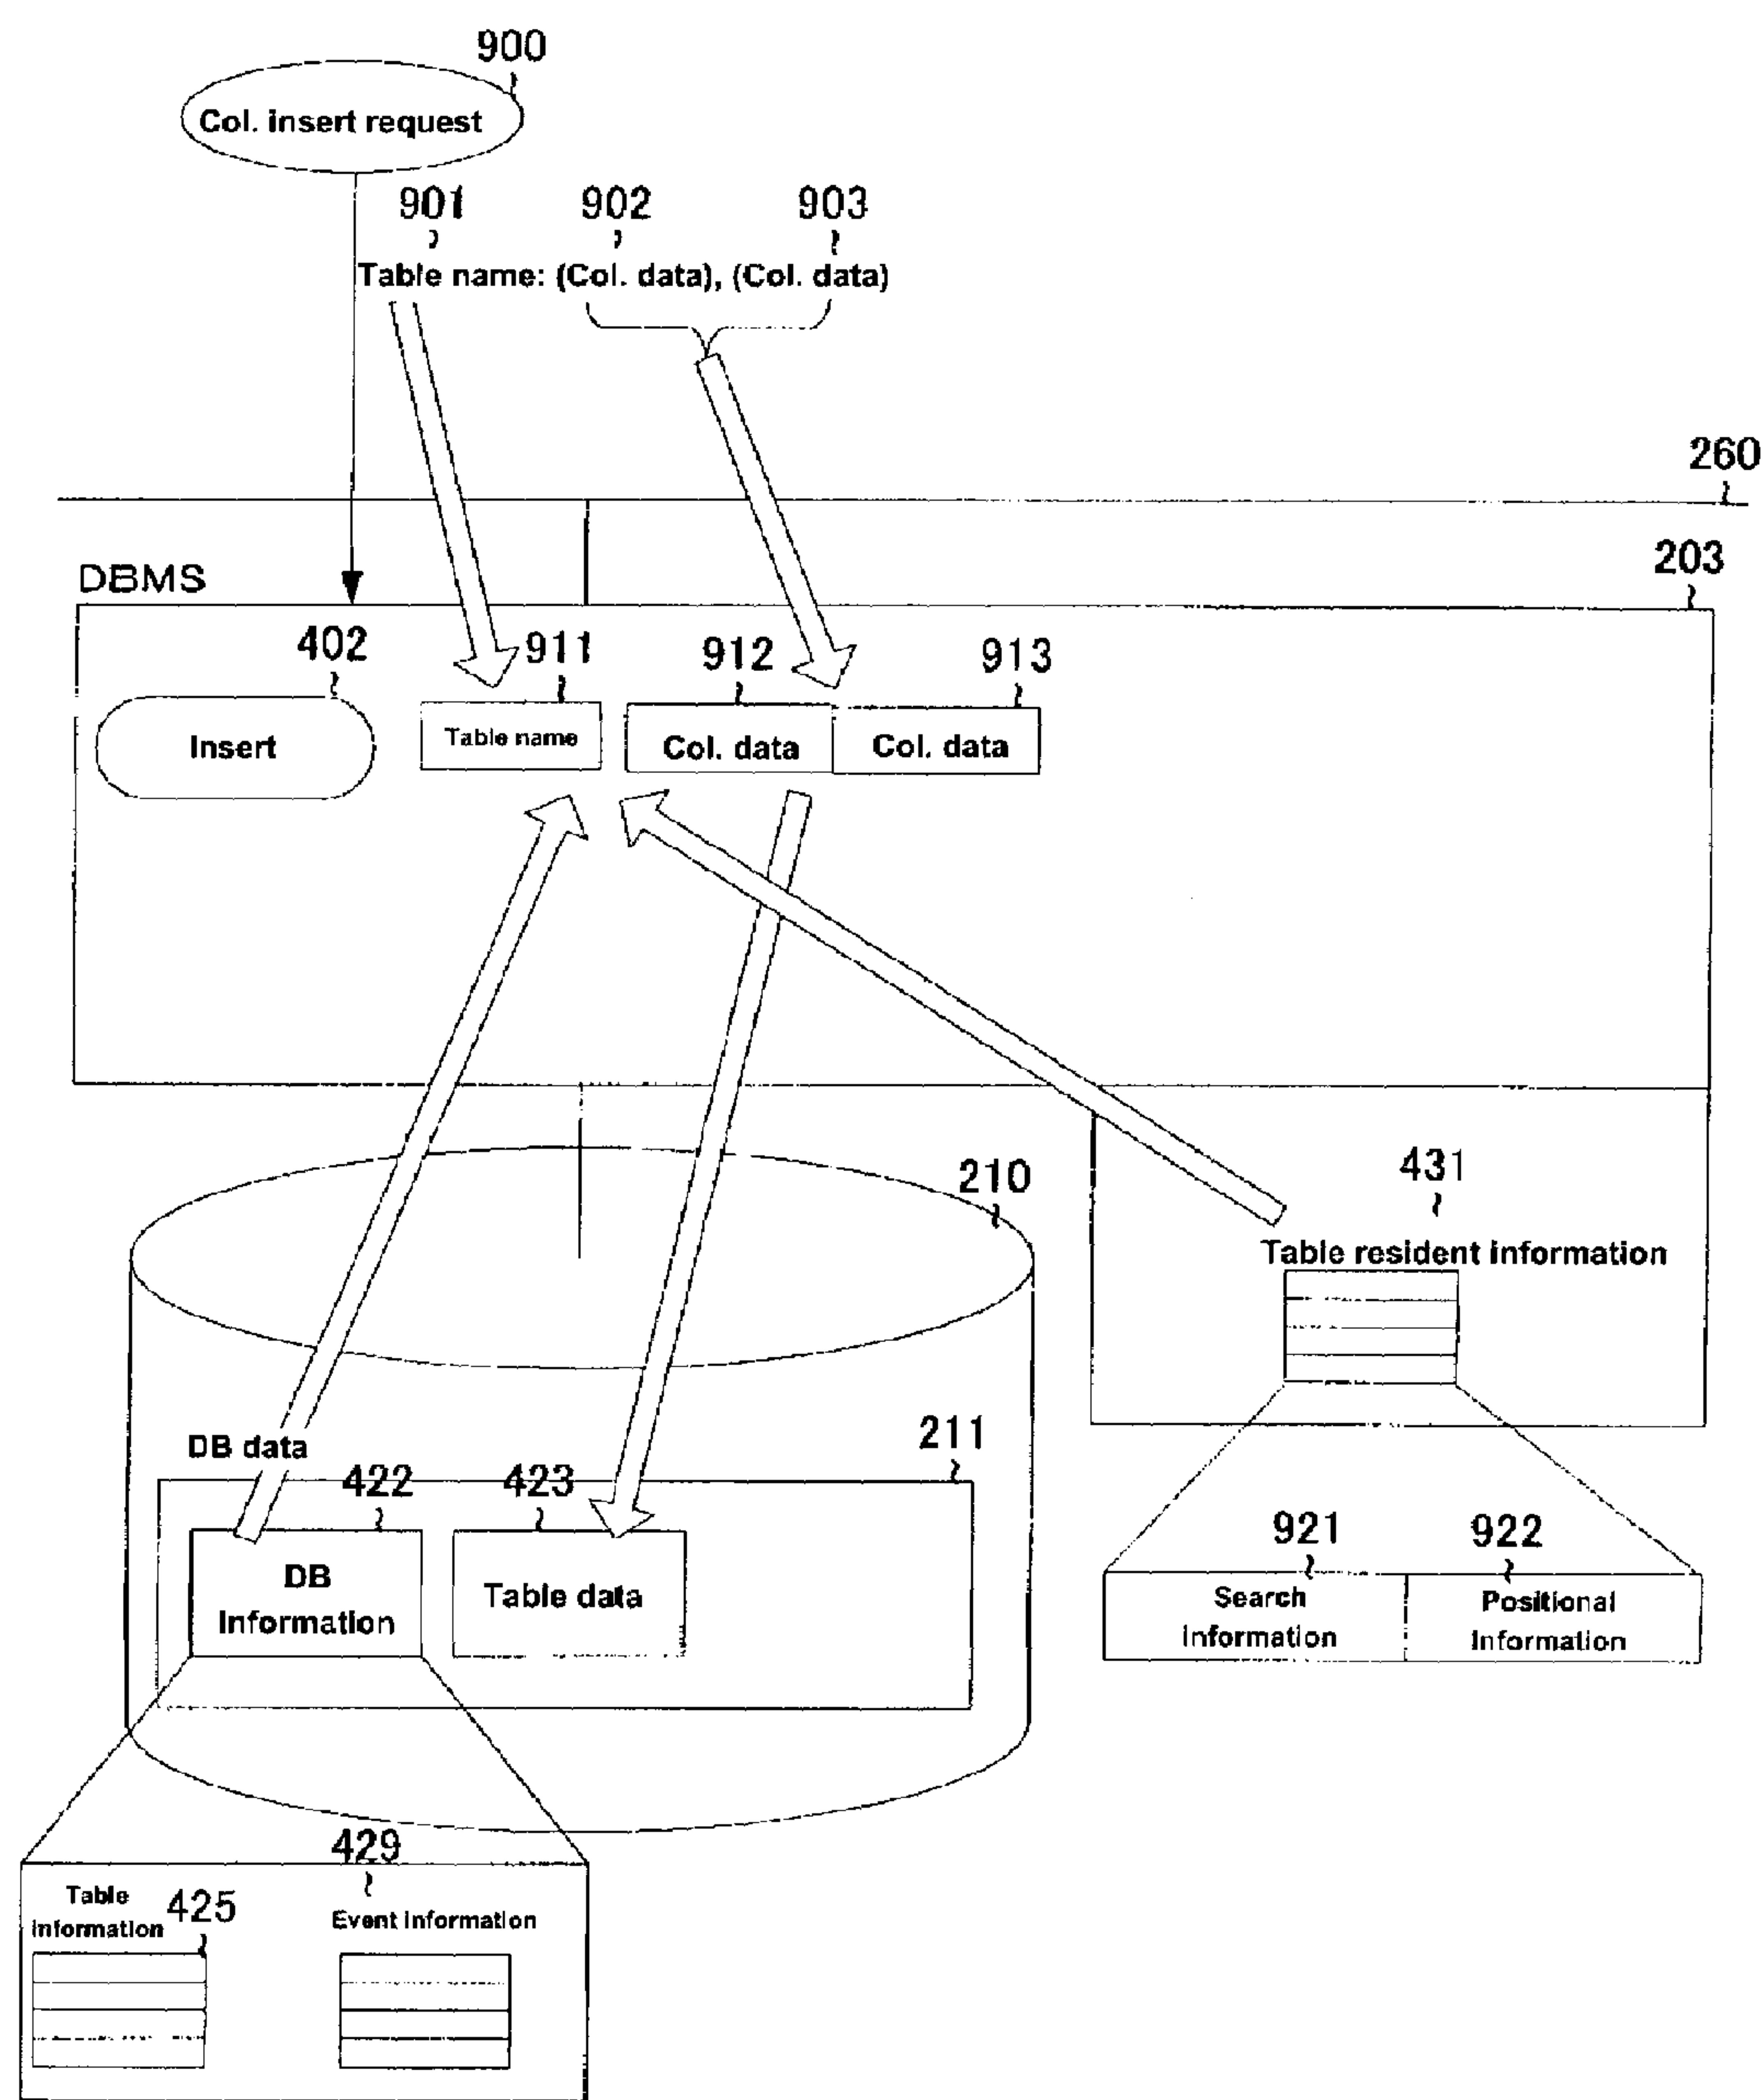 900
Col. insert request
901 902 903
Table name: (Col. data), (Col. data)
260
DBMS
203
402
911
912
913
Insert
Table name
Col. data
Col. data
210
431
Table resident information
DB data
211
422
423
DB
Information
Table data
921
922
Search
Information
Positional
Information
429
Table
Information
425
Event Information